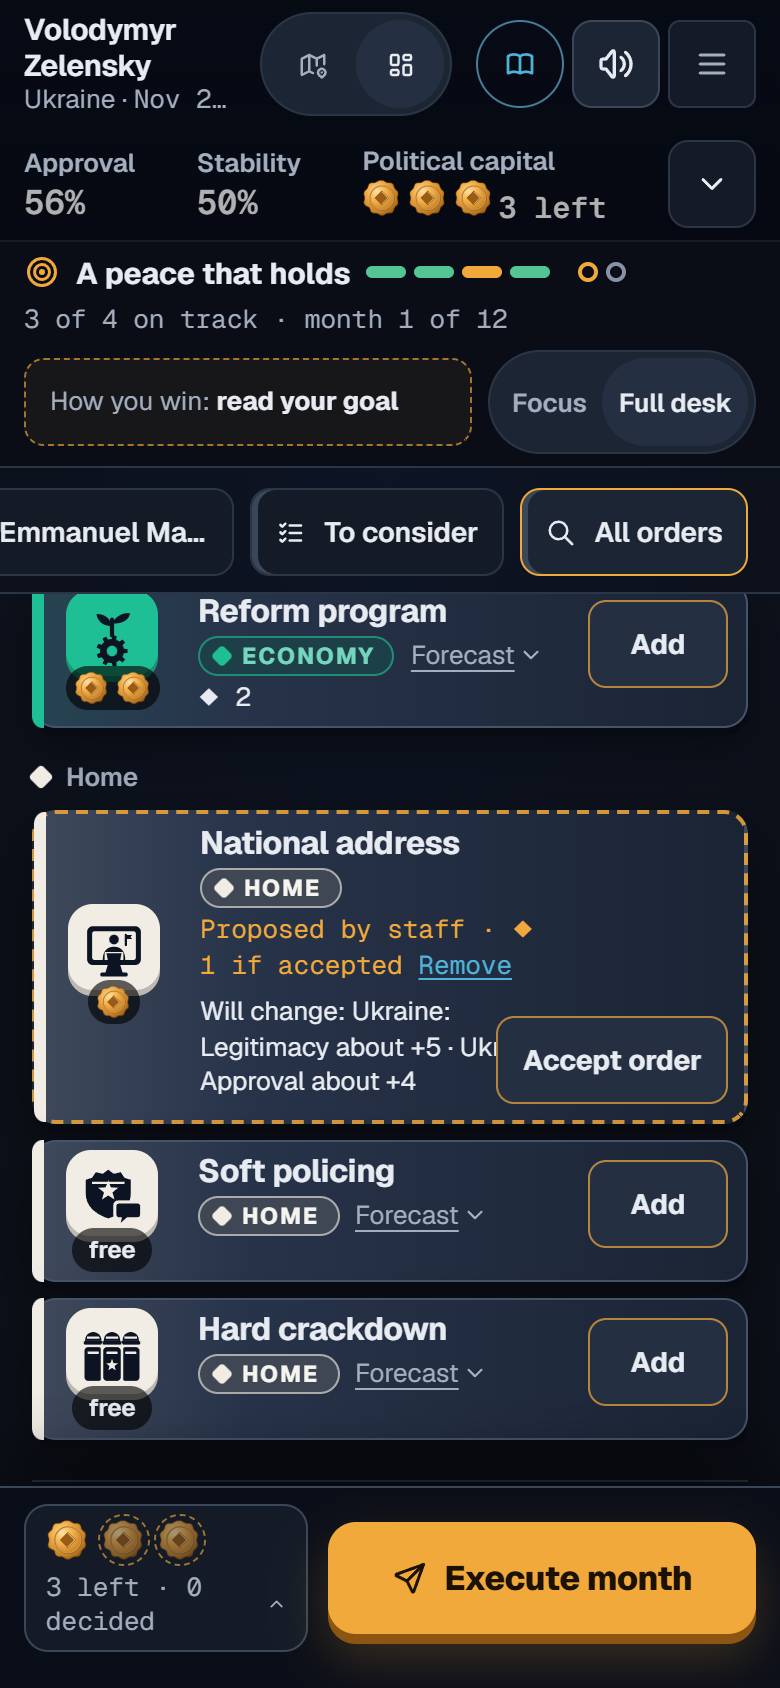 Volodymyr
Zelensky
Ukraine · Nov 2…
Approval
56%
Stability
50%
Political capital
3 left
A peace that holds
3 of 4 on track · month 1 of 12
How you win: read your goal
Focus
Full desk
Emmanuel Ma…
To consider
All orders
Reform program
ECONOMY
Forecast
2
Add
Home
National address
HOME
Proposed by staff ·
1 if accepted Remove
Will change: Ukraine:
Legitimacy about +5 · Uk
Approval about +4
Accept order
Soft policing
HOME
Forecast
free
Add
Hard crackdown
HOME
Forecast
free
Add
3 left · 0
decided
Execute month